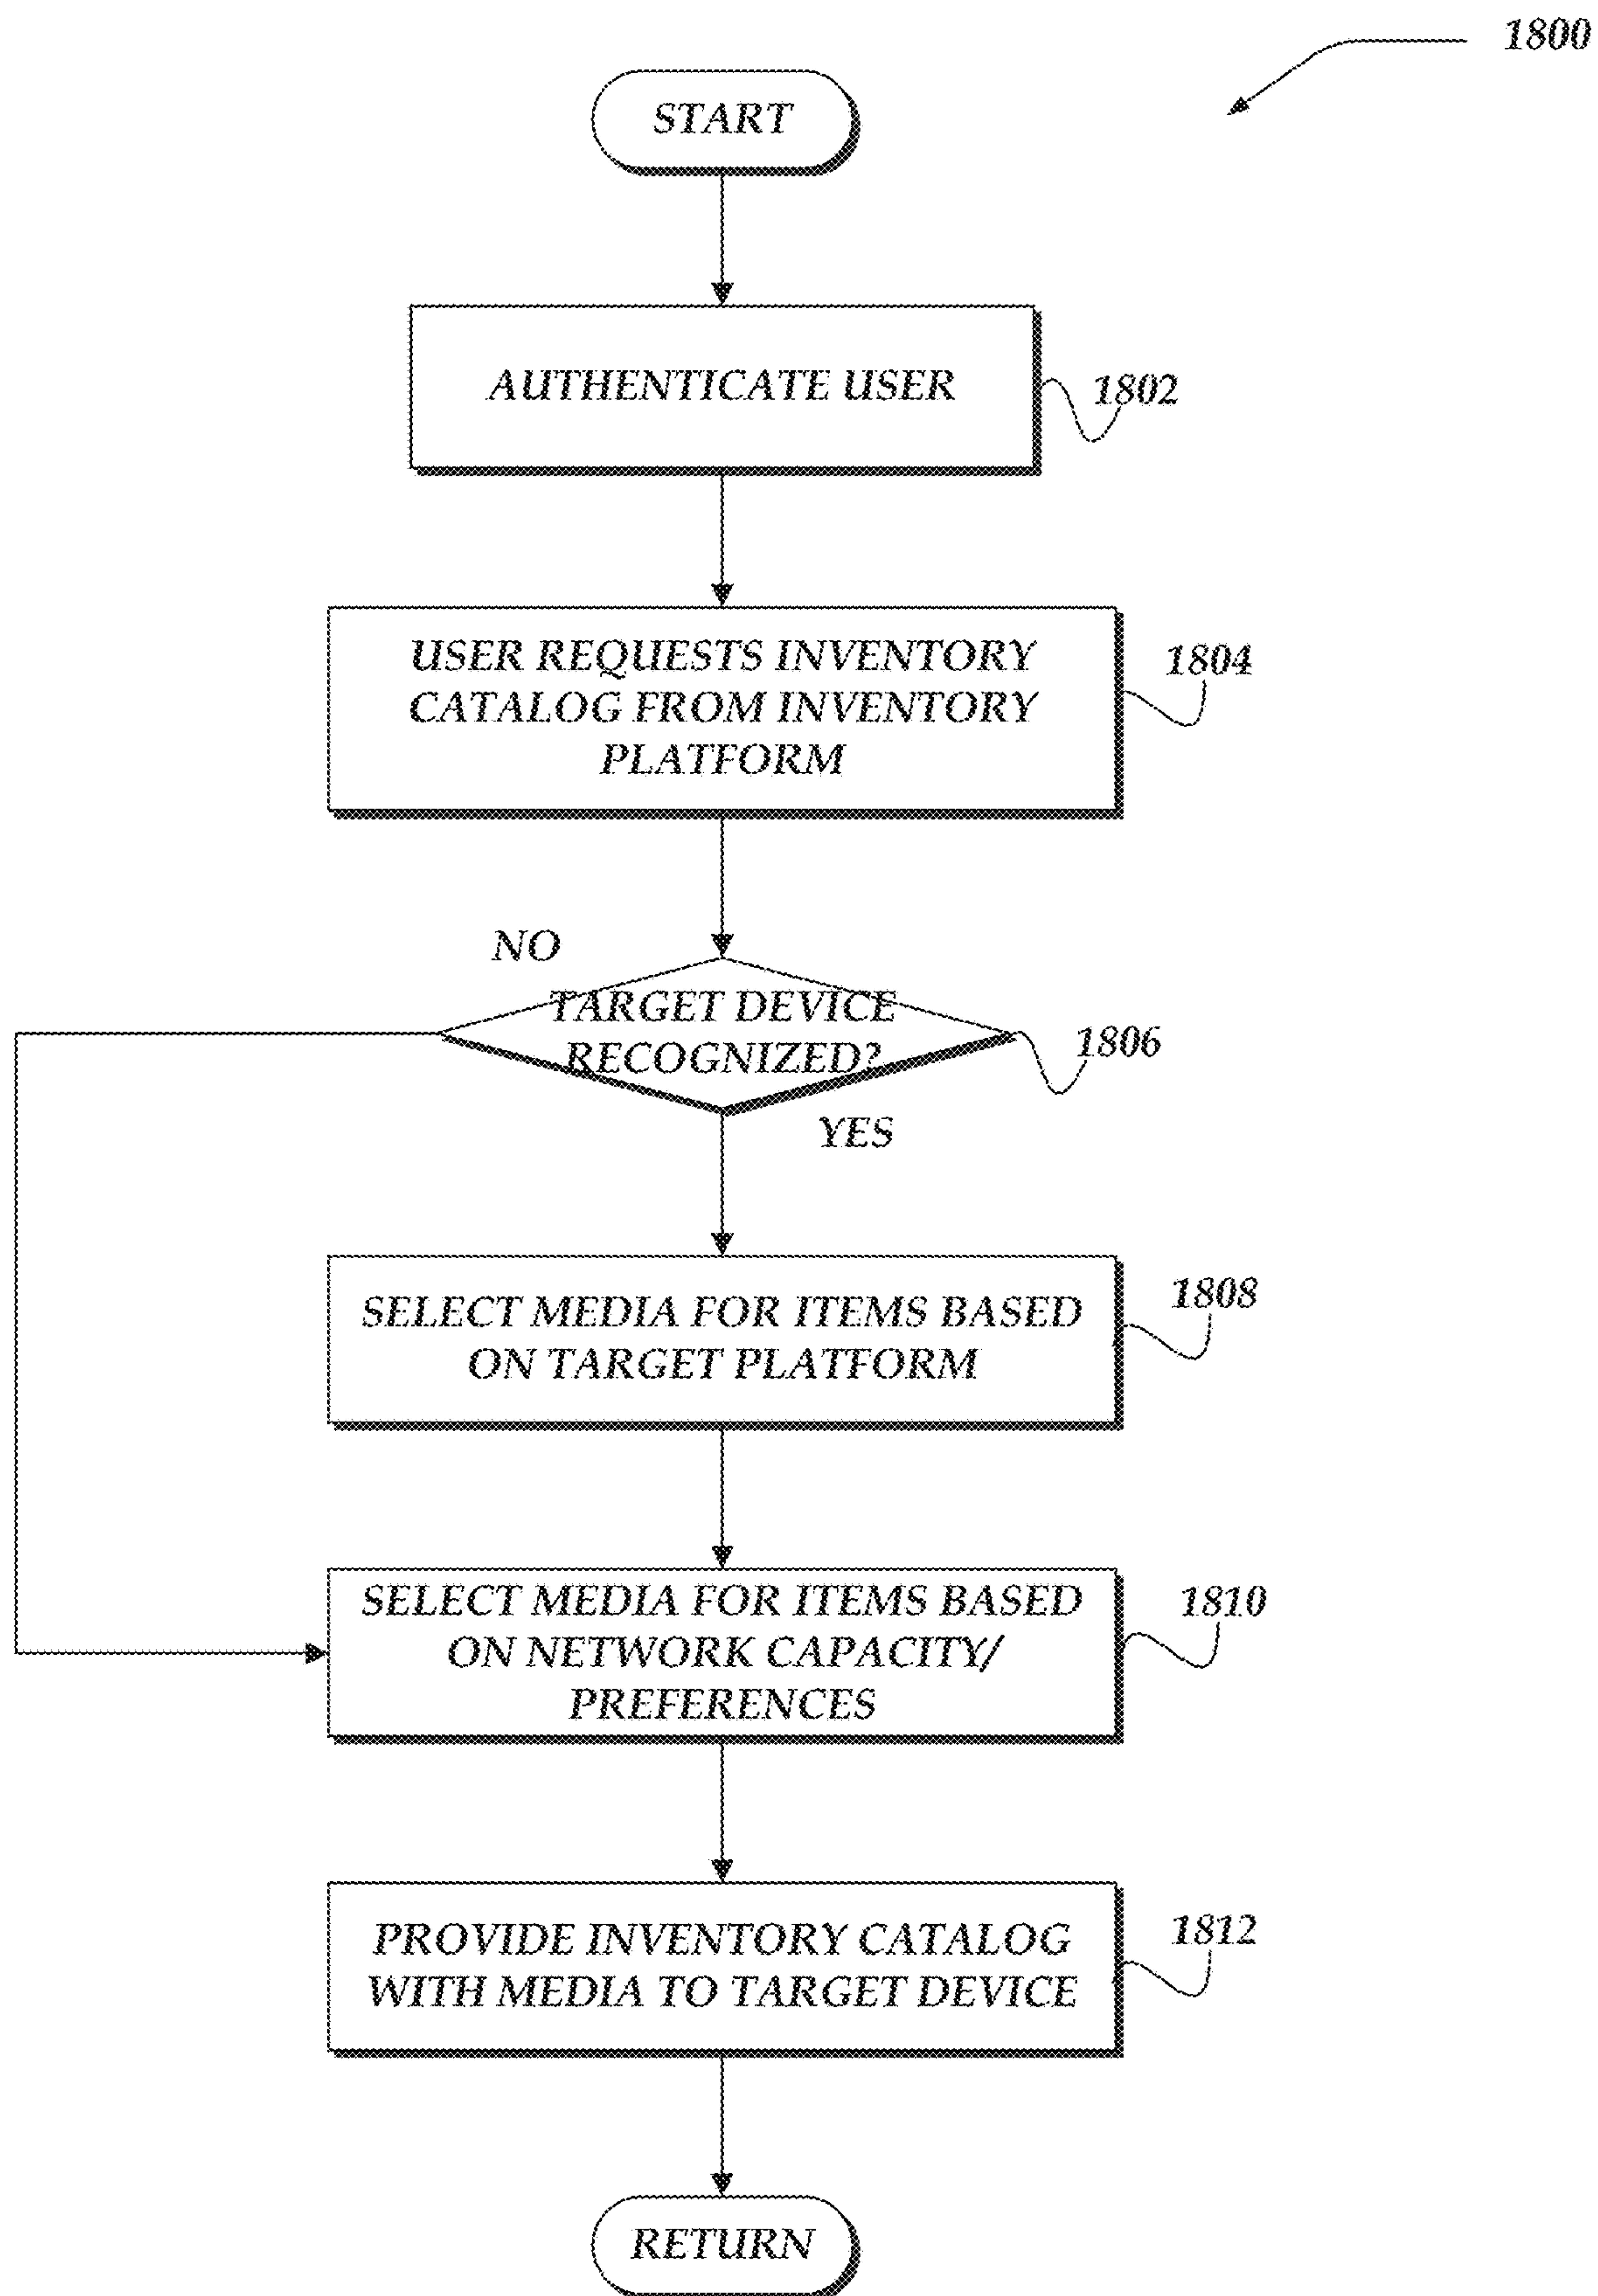 1800
START
AUTHENTICATE USER
1802
USER REQUESTS INVENTORY
CATALOG FROM INVENTORY
PLATFORM
1804
NO
TARGET DEVICE
RECOGNIZED?
1806
YES
SELECT MEDIA FOR ITEMS BASED
ON TARGET PLATFORM
1808
SELECT MEDIA FOR ITEMS BASED
ON NETWORK CAPACITY/
PREFERENCES
1810
PROVIDE INVENTORY CATALOG
WITH MEDIA TO TARGET DEVICE
1812
RETURN